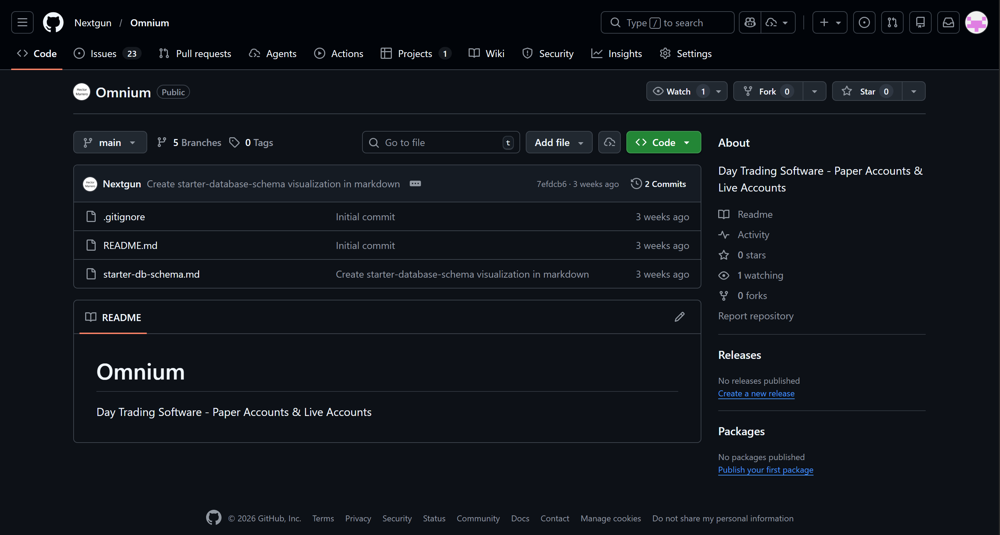 Nextgun / Omnium
Type / to search
Code
Issues 23
Pull requests
Agents
Actions
Projects 1
Wiki
Security
Insights
Settings
Hector Marrero
Omnium Public
Watch 1
Fork 0
Star 0
main
5 Branches
0 Tags
Go to file t
Add file
Code
Hector Marrero
Nextgun Create starter-database-schema visualization in markdown
7efdcb6 · 3 weeks ago
2 Commits
.gitignore Initial commit 3 weeks ago
README.md Initial commit 3 weeks ago
starter-db-schema.md Create starter-database-schema visualization in markdown 3 weeks ago
README
Omnium
Day Trading Software - Paper Accounts & Live Accounts
About
Day Trading Software - Paper Accounts &
Live Accounts
Readme
Activity
0 stars
1 watching
0 forks
Report repository
Releases
No releases published
Create a new release
Packages
No packages published
Publish your first package
© 2026 GitHub, Inc. Terms Privacy Security Status Community Docs Contact Manage cookies Do not share my personal information